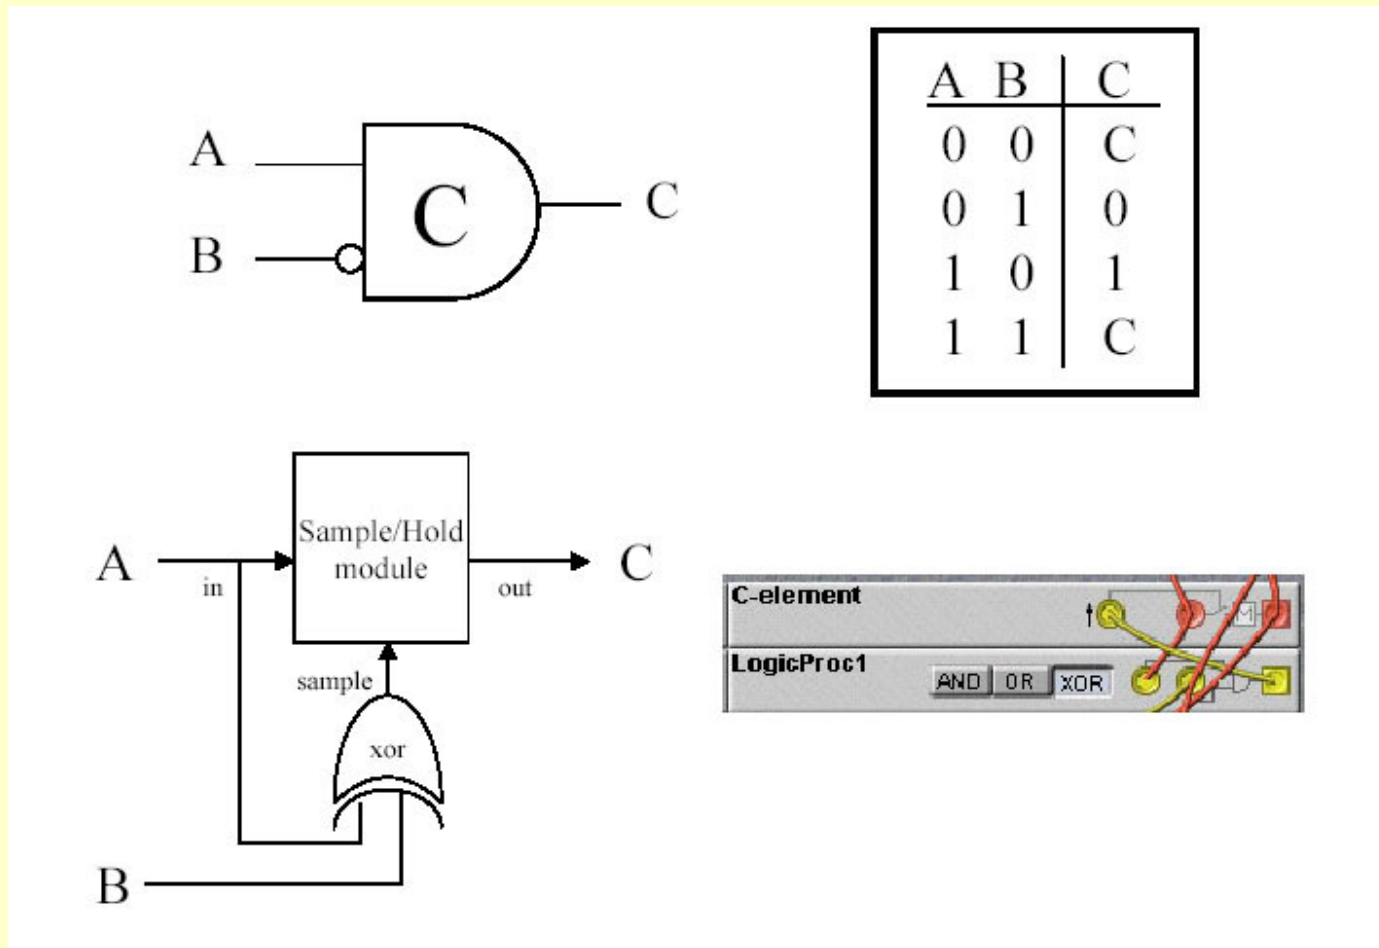 A
B
C
C
A B C
0 0 C
0 1 0
1 0 1
1 1 C
Sample/Hold
module
A
in
out
C
sample
xor
B
C-element
M
LogicProc1
AND OR XOR